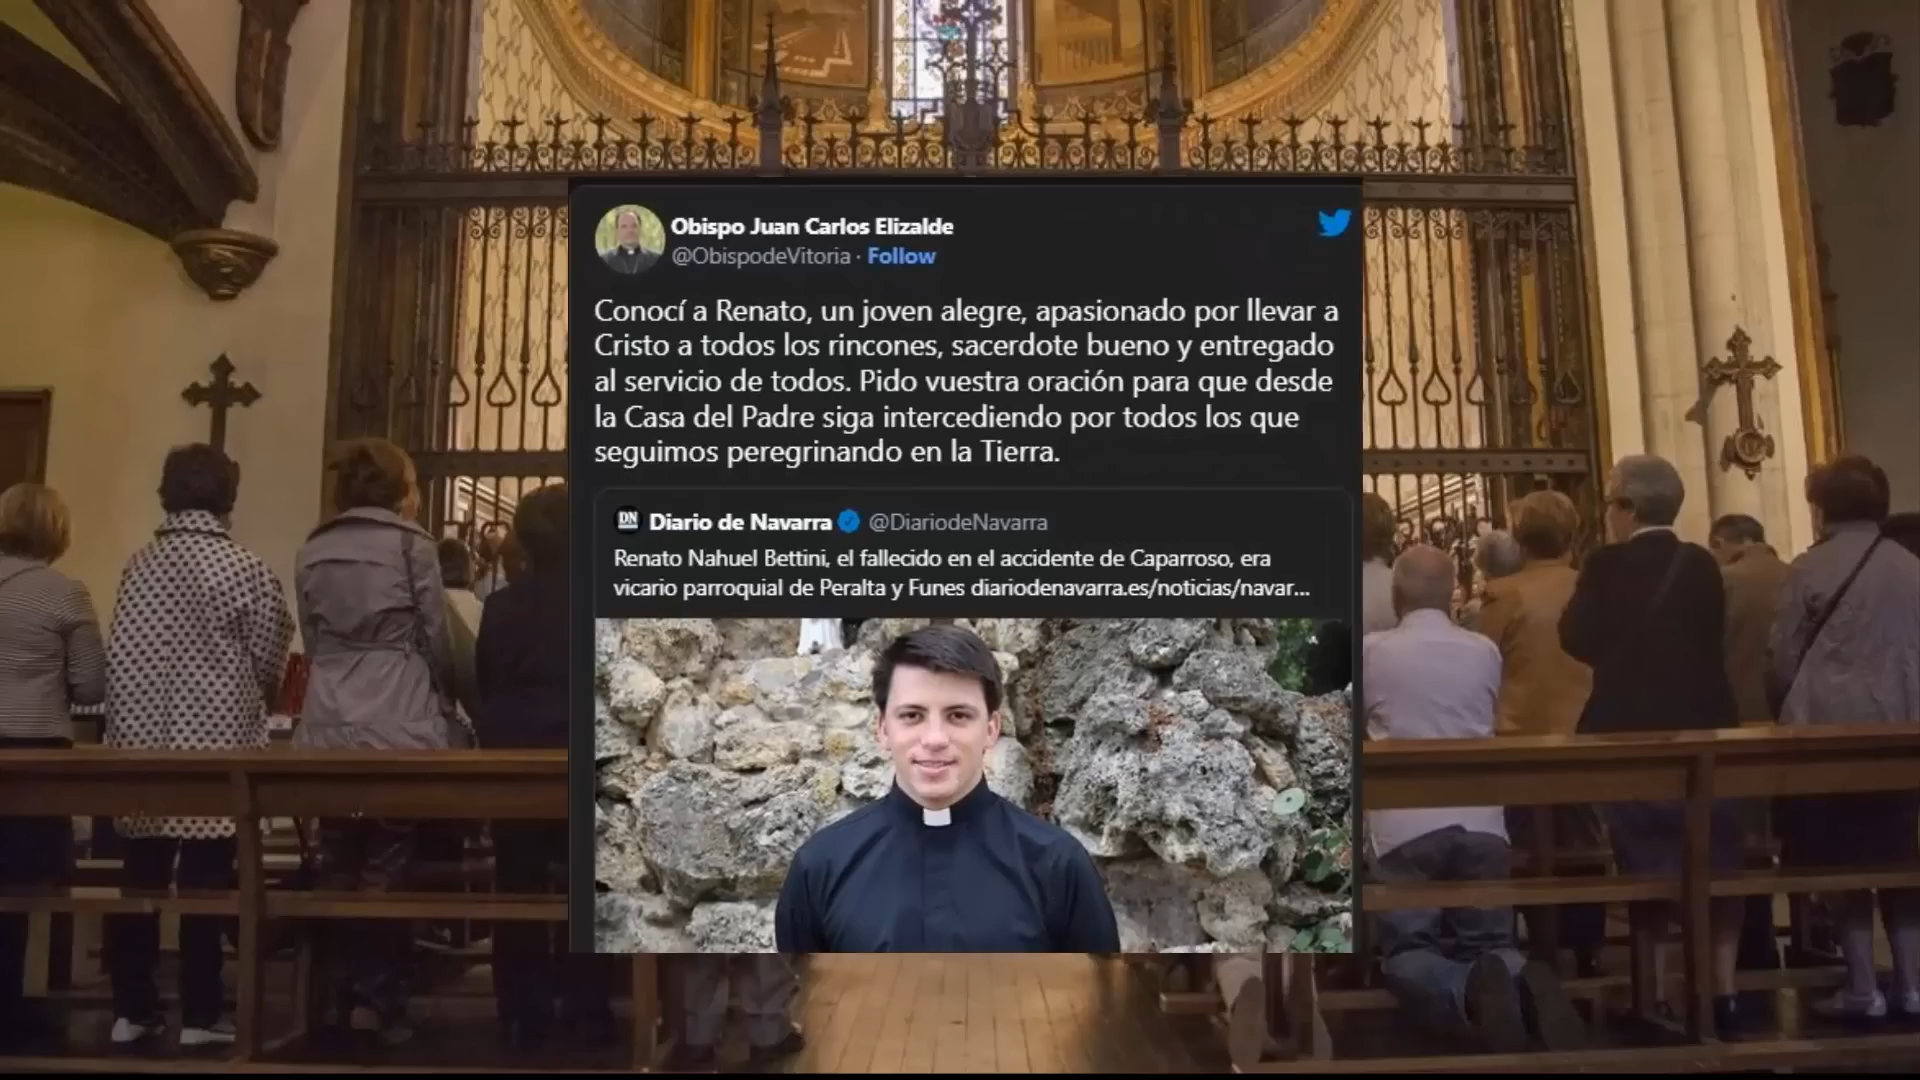 Obispo Juan Carlos Elizalde
@ObispodeVitoria · Follow
Conocí a Renato, un joven alegre, apasionado por llevar a
Cristo a todos los rincones, sacerdote bueno y entregado
al servicio de todos. Pido vuestra oración para que desde
la Casa del Padre siga intercediendo por todos los que
seguimos peregrinando en la Tierra.
DN Diario de Navarra @DiariodeNavarra
Renato Nahuel Bettini, el fallecido en el accidente de Caparroso, era
vicario parroquial de Peralta y Funes diariodenavarra.es/noticias/navar...